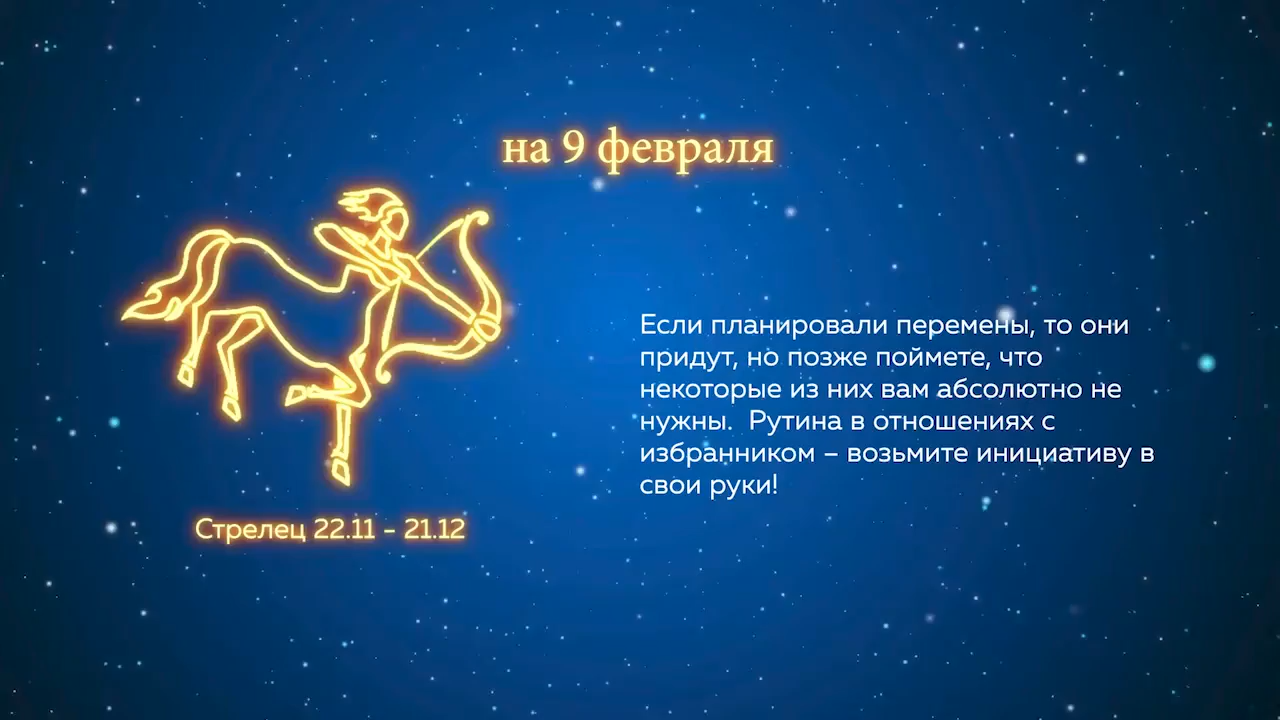 на 9 февраля
Если планировали перемены, то они
придут, но позже поймете, что
некоторые из них вам абсолютно не
нужны.  Рутина в отношениях с
избранником – возьмите инициативу в
свои руки!
Стрелец 22.11 – 21.12